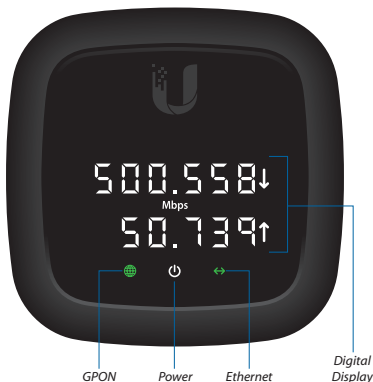 500.558↓
Mbps
50.739↑
GPON Power Ethernet Digital Display